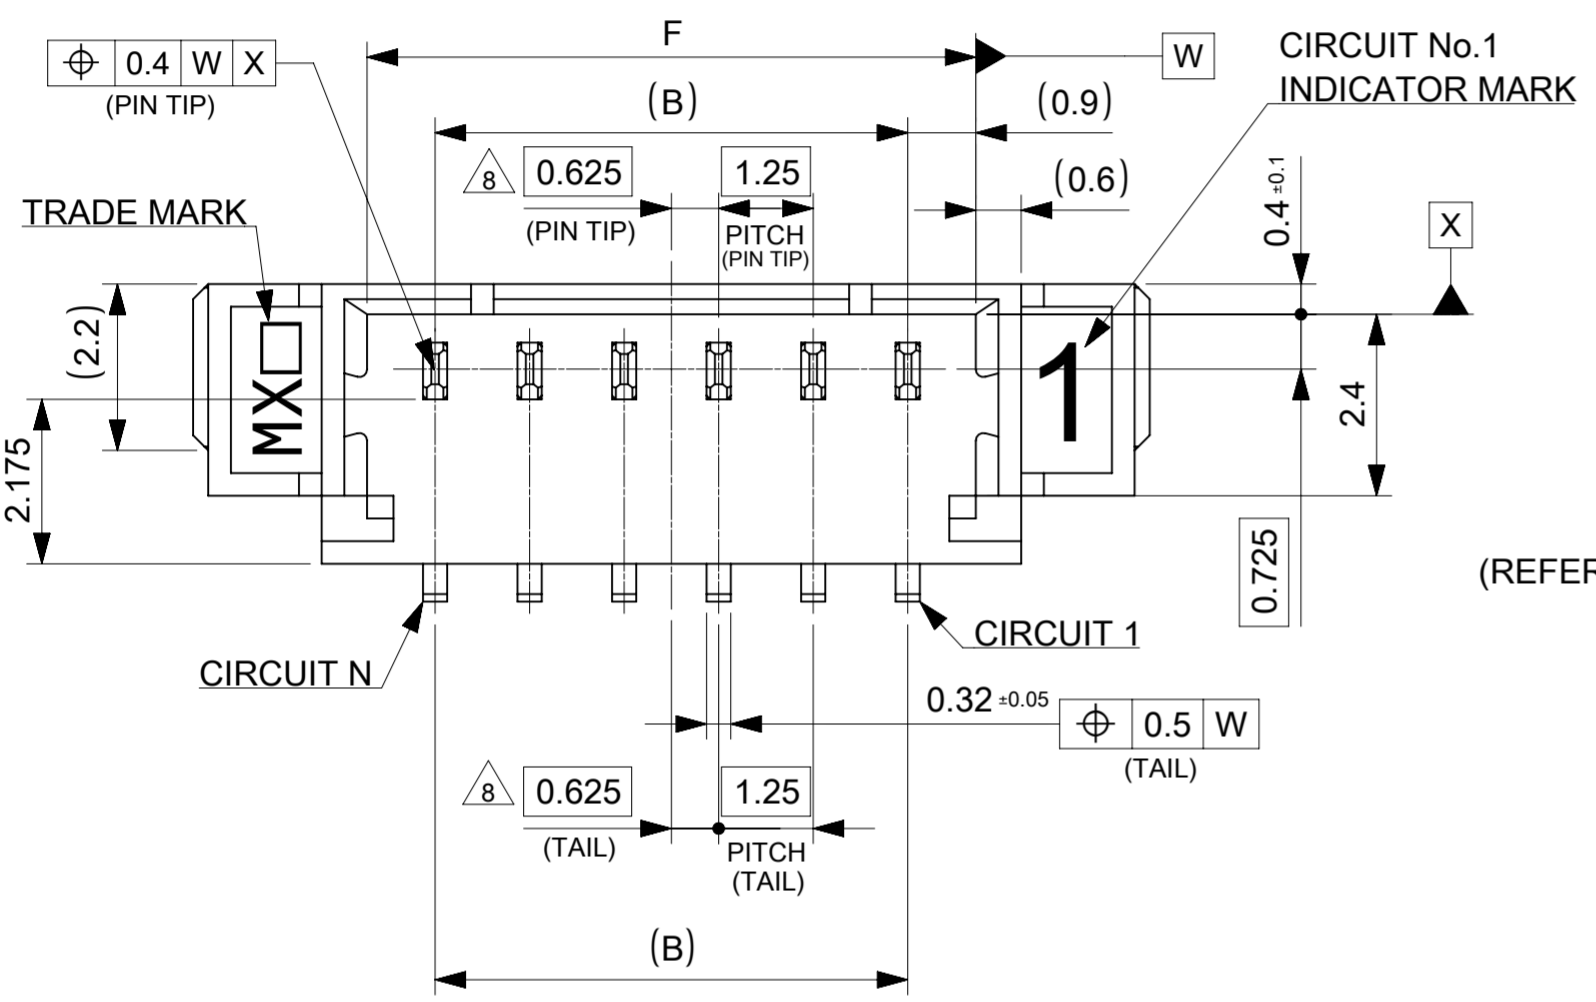 F
W
CIRCUIT No.1
INDICATOR MARK
⌖ 0.4 W X
(PIN TIP)
(B)
(0.9)
8 0.625
1.25
(0.6)
0.4 ±0.1
TRADE MARK
(PIN TIP)
PITCH
(PIN TIP)
X
(2.2)
MX□
1
2.4
2.175
0.725
(REFER
CIRCUIT 1
CIRCUIT N
0.32 ±0.05
⌖ 0.5 W
(TAIL)
8 0.625
1.25
(TAIL)
PITCH
(TAIL)
(B)